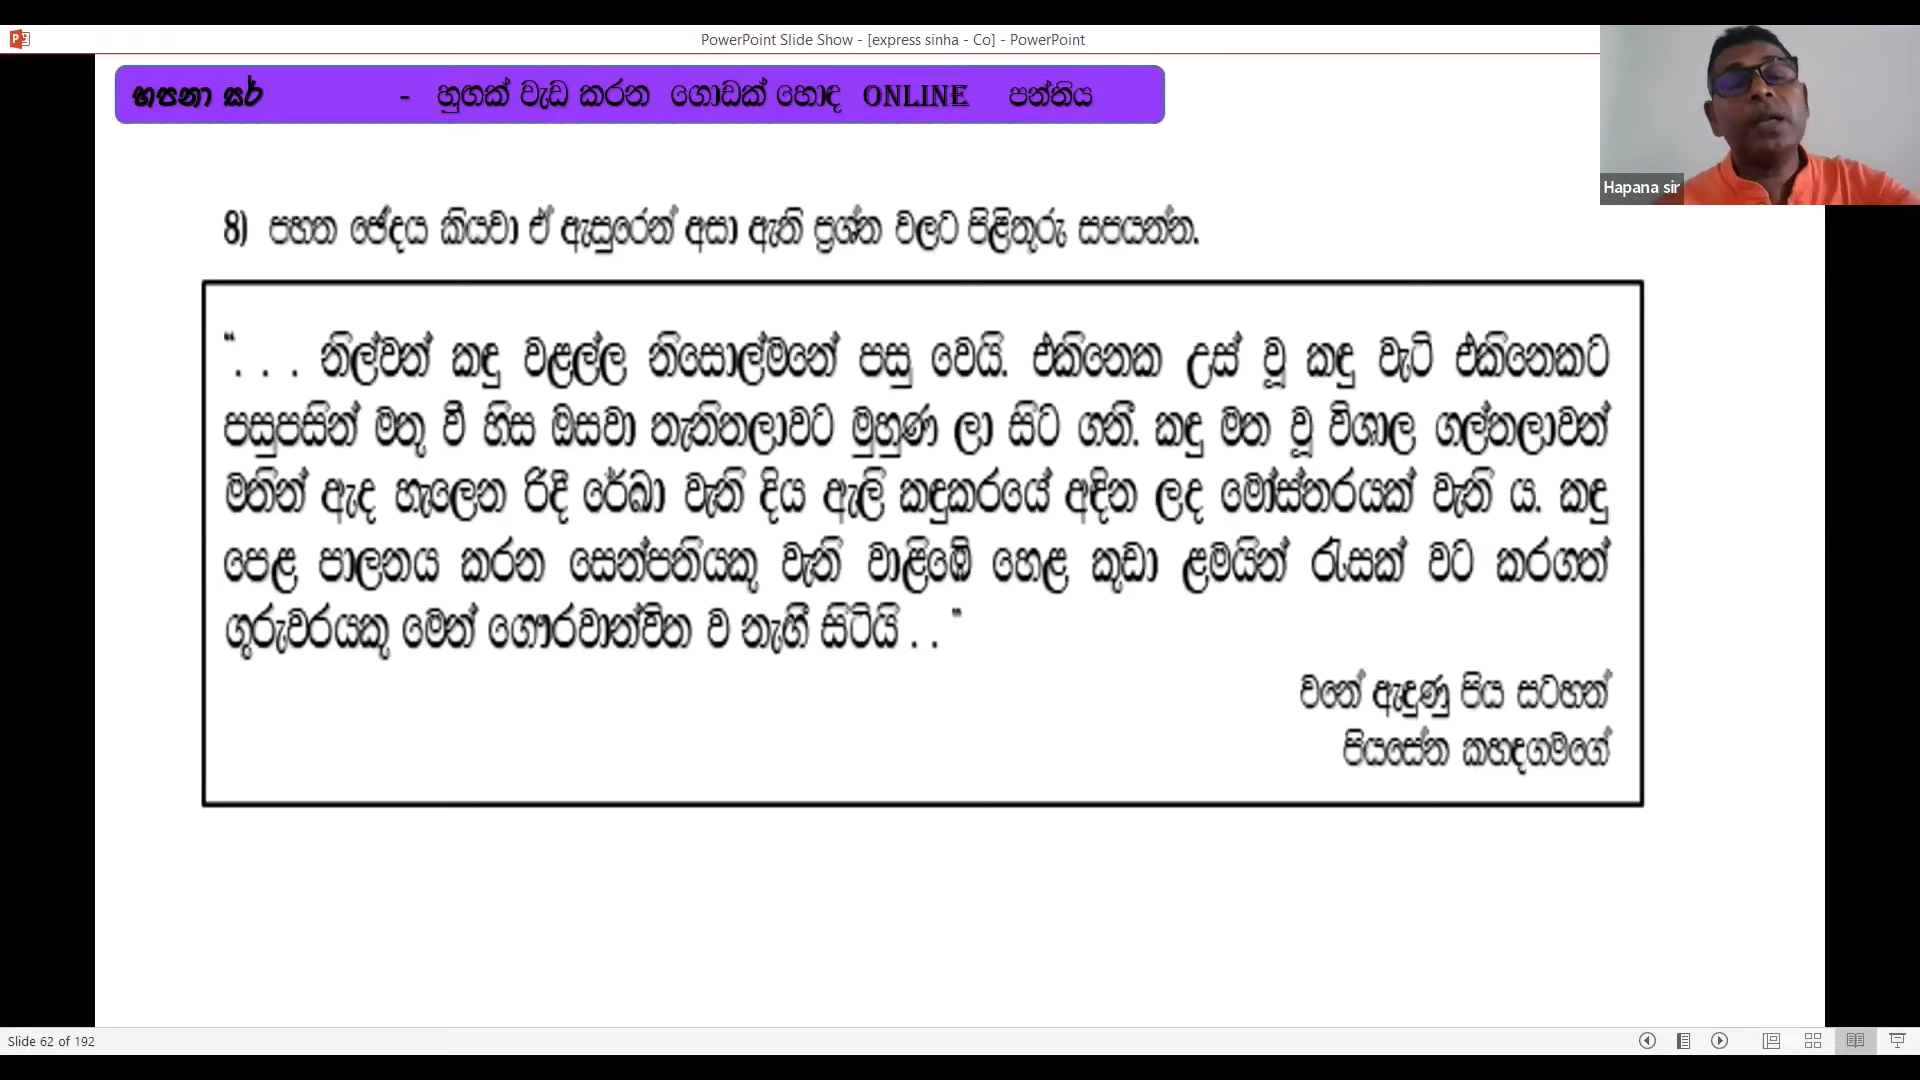 PowerPoint Slide Show - [express sinha - Co] - PowerPoint
හපනා සර් - හුඟක් වැඩ කරන ගොඩක් හොඳ ONLINE පන්තිය
Hapana sir
8) පහත ඡේදය කියවා ඒ ඇසුරෙන් අසා ඇති ප්‍රශ්න වලට පිළිතුරු සපයන්න.
“. . . නිල්වන් කඳු වළල්ල නිසොල්මනේ පසු වෙයි. එකිනෙක උස් වූ කඳු වැටි එකිනෙකට
පසුපසින් මතු වී හිස ඔසවා තැනිතලාවට මුහුණ ලා සිට ගනී. කඳු මත වූ විශාල ගල්තලාවන්
මතින් ඇද හැලෙන රිදී රේඛා වැනි දිය ඇලි කඳුකරයේ අඳින ලද මෝස්තරයක් වැනි ය. කඳු
පෙළ පාලනය කරන සෙන්පතියකු වැනි වාළිඹේ හෙළ කුඩා ළමයින් රැසක් වට කරගත්
ගුරුවරයකු මෙන් ගෞරවාන්විත ව නැඟී සිටියි . . ”
වනේ ඇඳුණු පිය සටහන්
පියසේන කහඳගමගේ
Slide 62 of 192